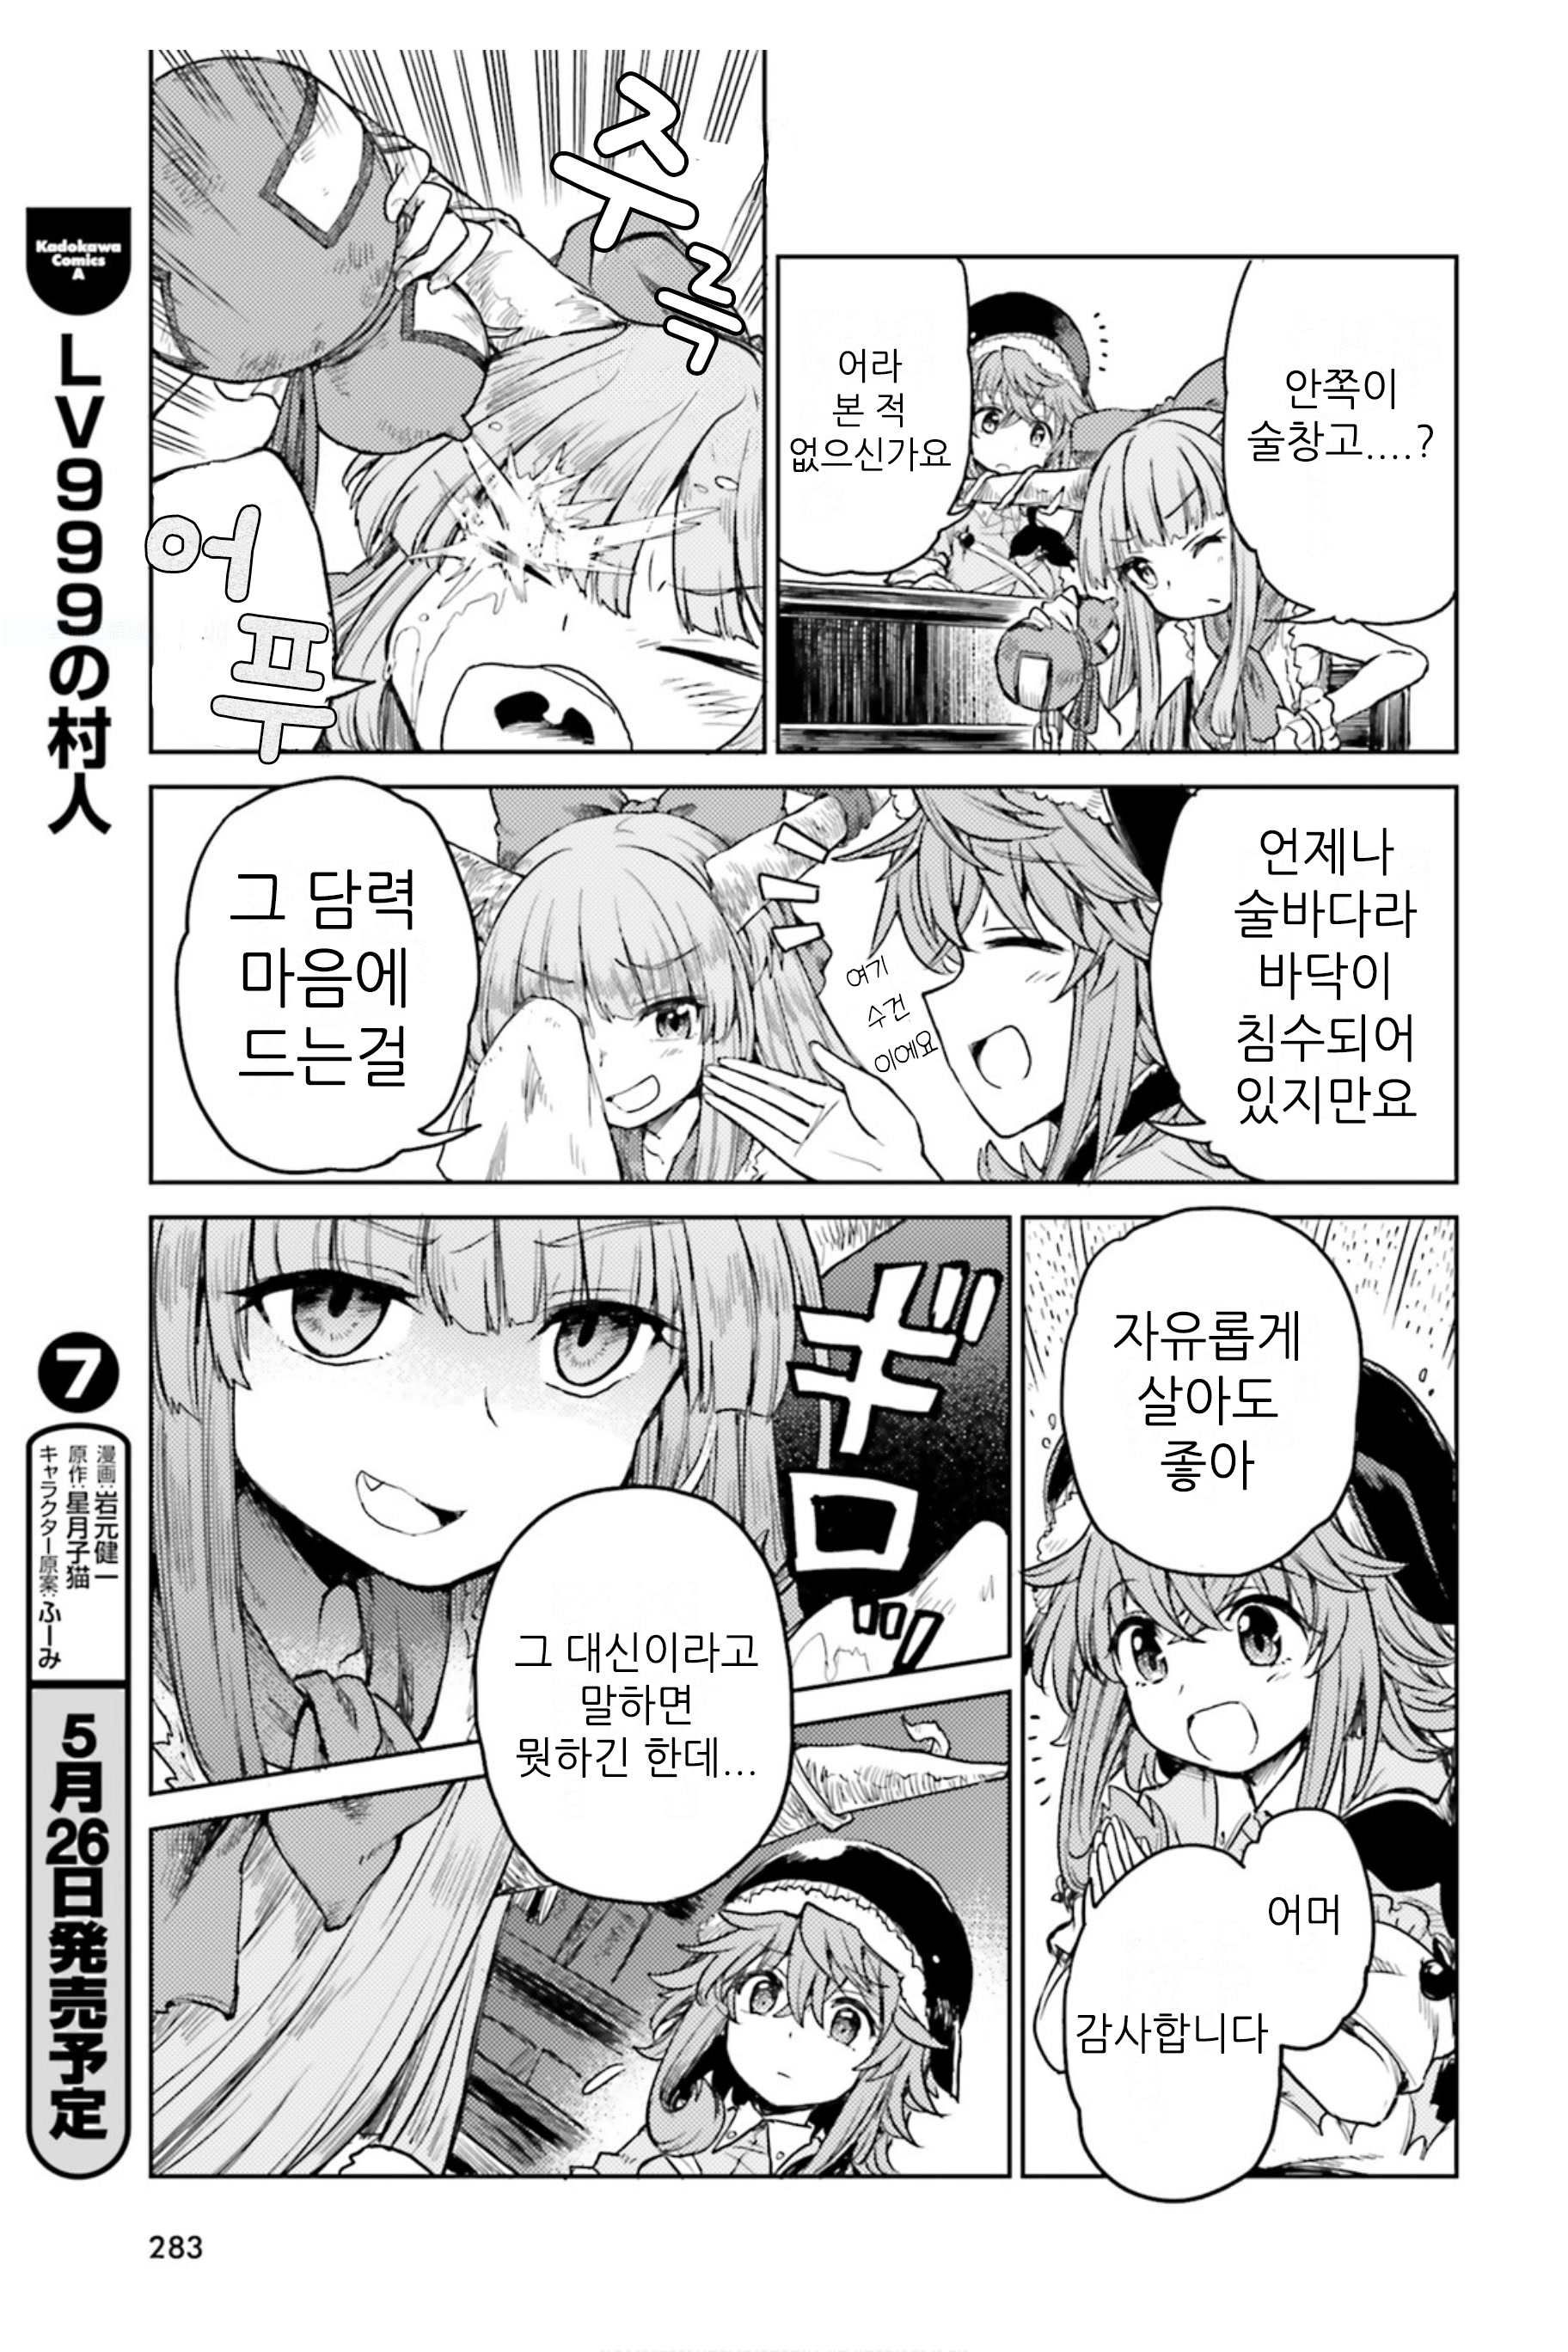 안쪽이
술창고....?
어라
본 적
없으신가요
주
륵
어
푸
언제나
술바다라
바닥이
침수되어
있지만요
여기
수건
이에요
그 담력
마음에
드는걸
자유롭게
살아도
좋아
어머
감사합니다
ギロ
그 대신이라고
말하면
뭣하긴 한데...
Kadokawa
Comics
A
LV999の村人
7
漫画:岩元健一
原作:星月子猫
キャラクター原案:ふーみ
5月26日発売予定
283